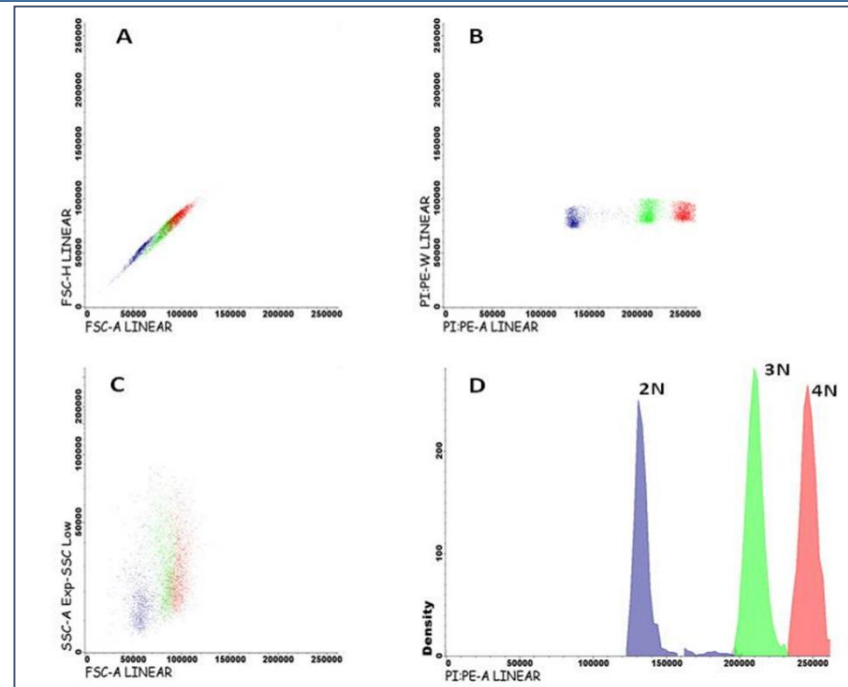 A
250000
200000
150000
100000
50000
0
FSC-H LINEAR
0 50000 100000 150000 200000 250000
FSC-A LINEAR
B
250000
200000
150000
100000
50000
0
PI:PE-W LINEAR
0 50000 100000 150000 200000 250000
PI:PE-A LINEAR
C
200000
100000
50000
0
SSC-A Exp-SSC Low
0 50000 100000 150000 200000 250000
FSC-A LINEAR
D
2N
3N
4N
200
100
0
Density
0 50000 100000 150000 200000 250000
PI:PE-A LINEAR